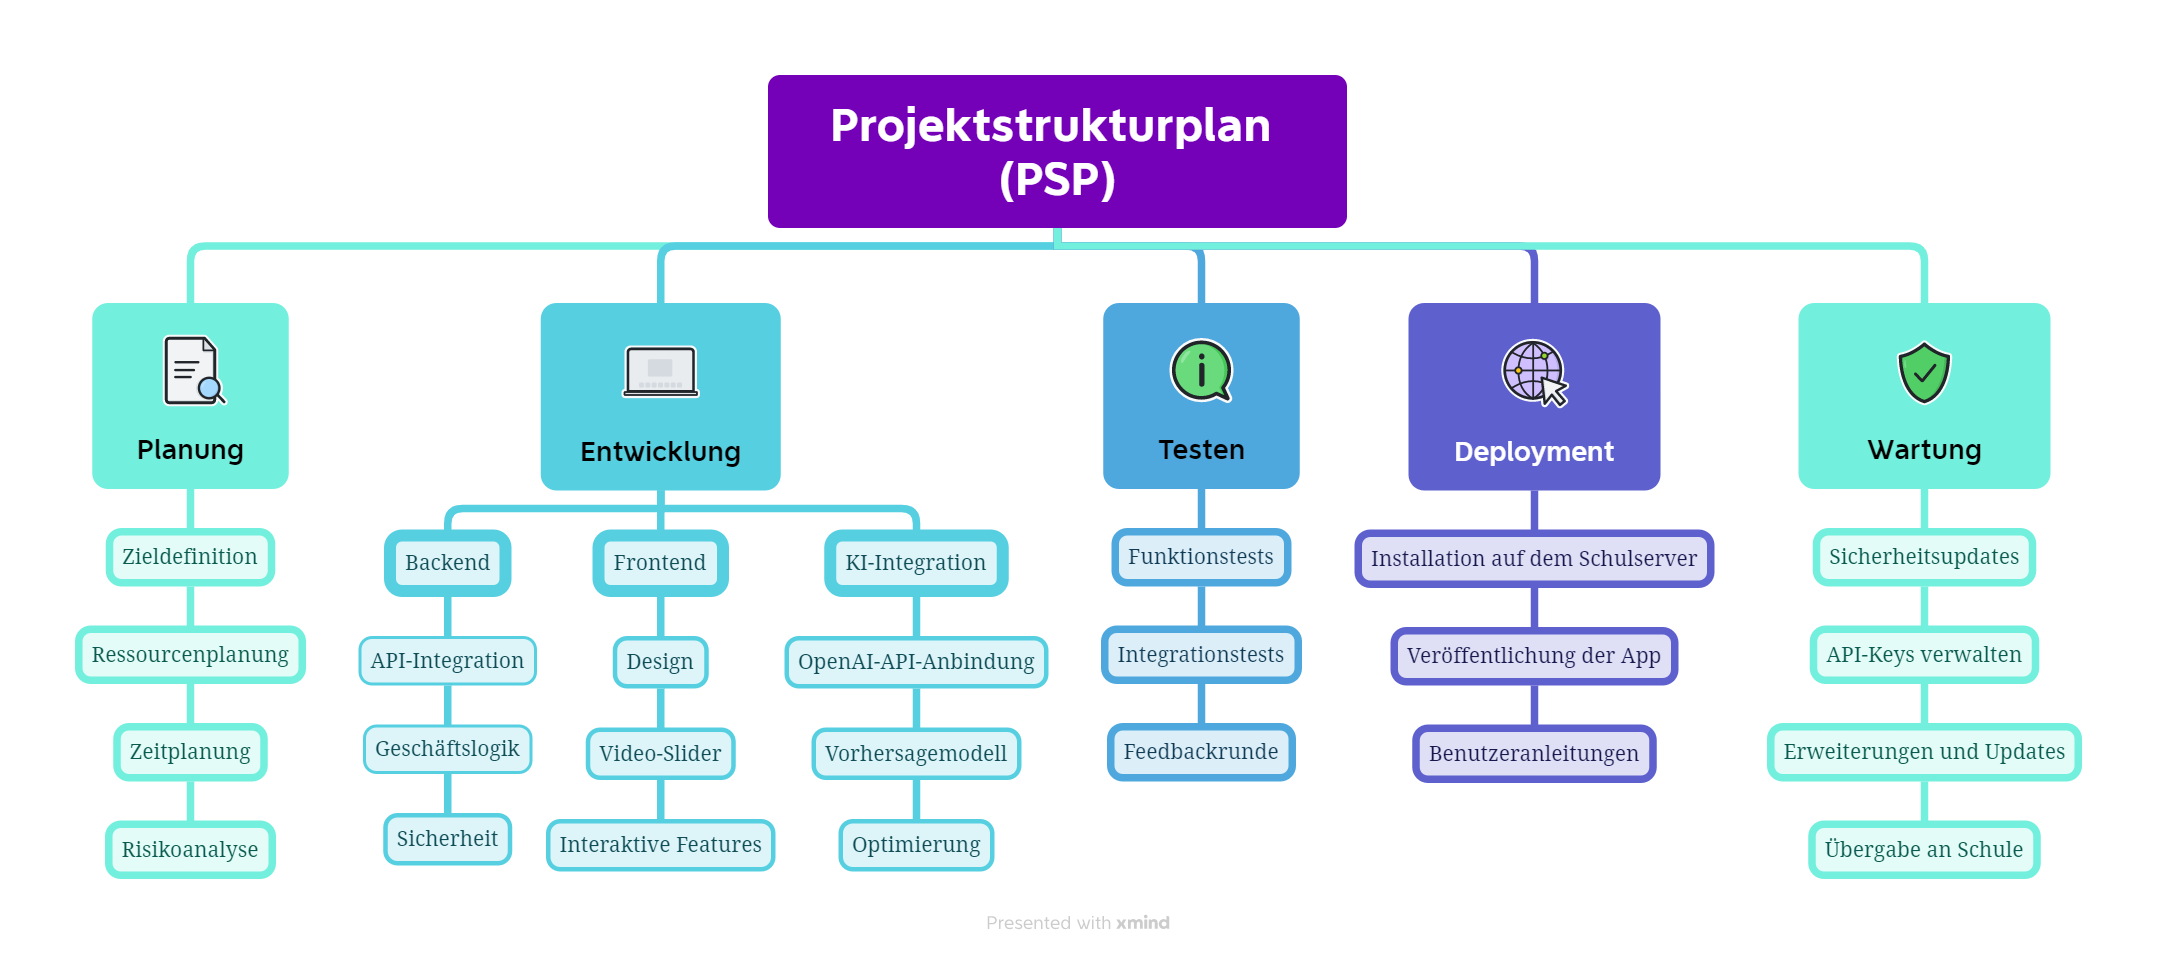 Projektstrukturplan
(PSP)
Planung
Zieldefinition
Ressourcenplanung
Zeitplanung
Risikoanalyse
Entwicklung
Backend
API-Integration
Geschäftslogik
Sicherheit
Frontend
Design
Video-Slider
Interaktive Features
KI-Integration
OpenAI-API-Anbindung
Vorhersagemodell
Optimierung
Testen
Funktionstests
Integrationstests
Feedbackrunde
Deployment
Installation auf dem Schulserver
Veröffentlichung der App
Benutzeranleitungen
Wartung
Sicherheitsupdates
API-Keys verwalten
Erweiterungen und Updates
Übergabe an Schule
Presented with xmind